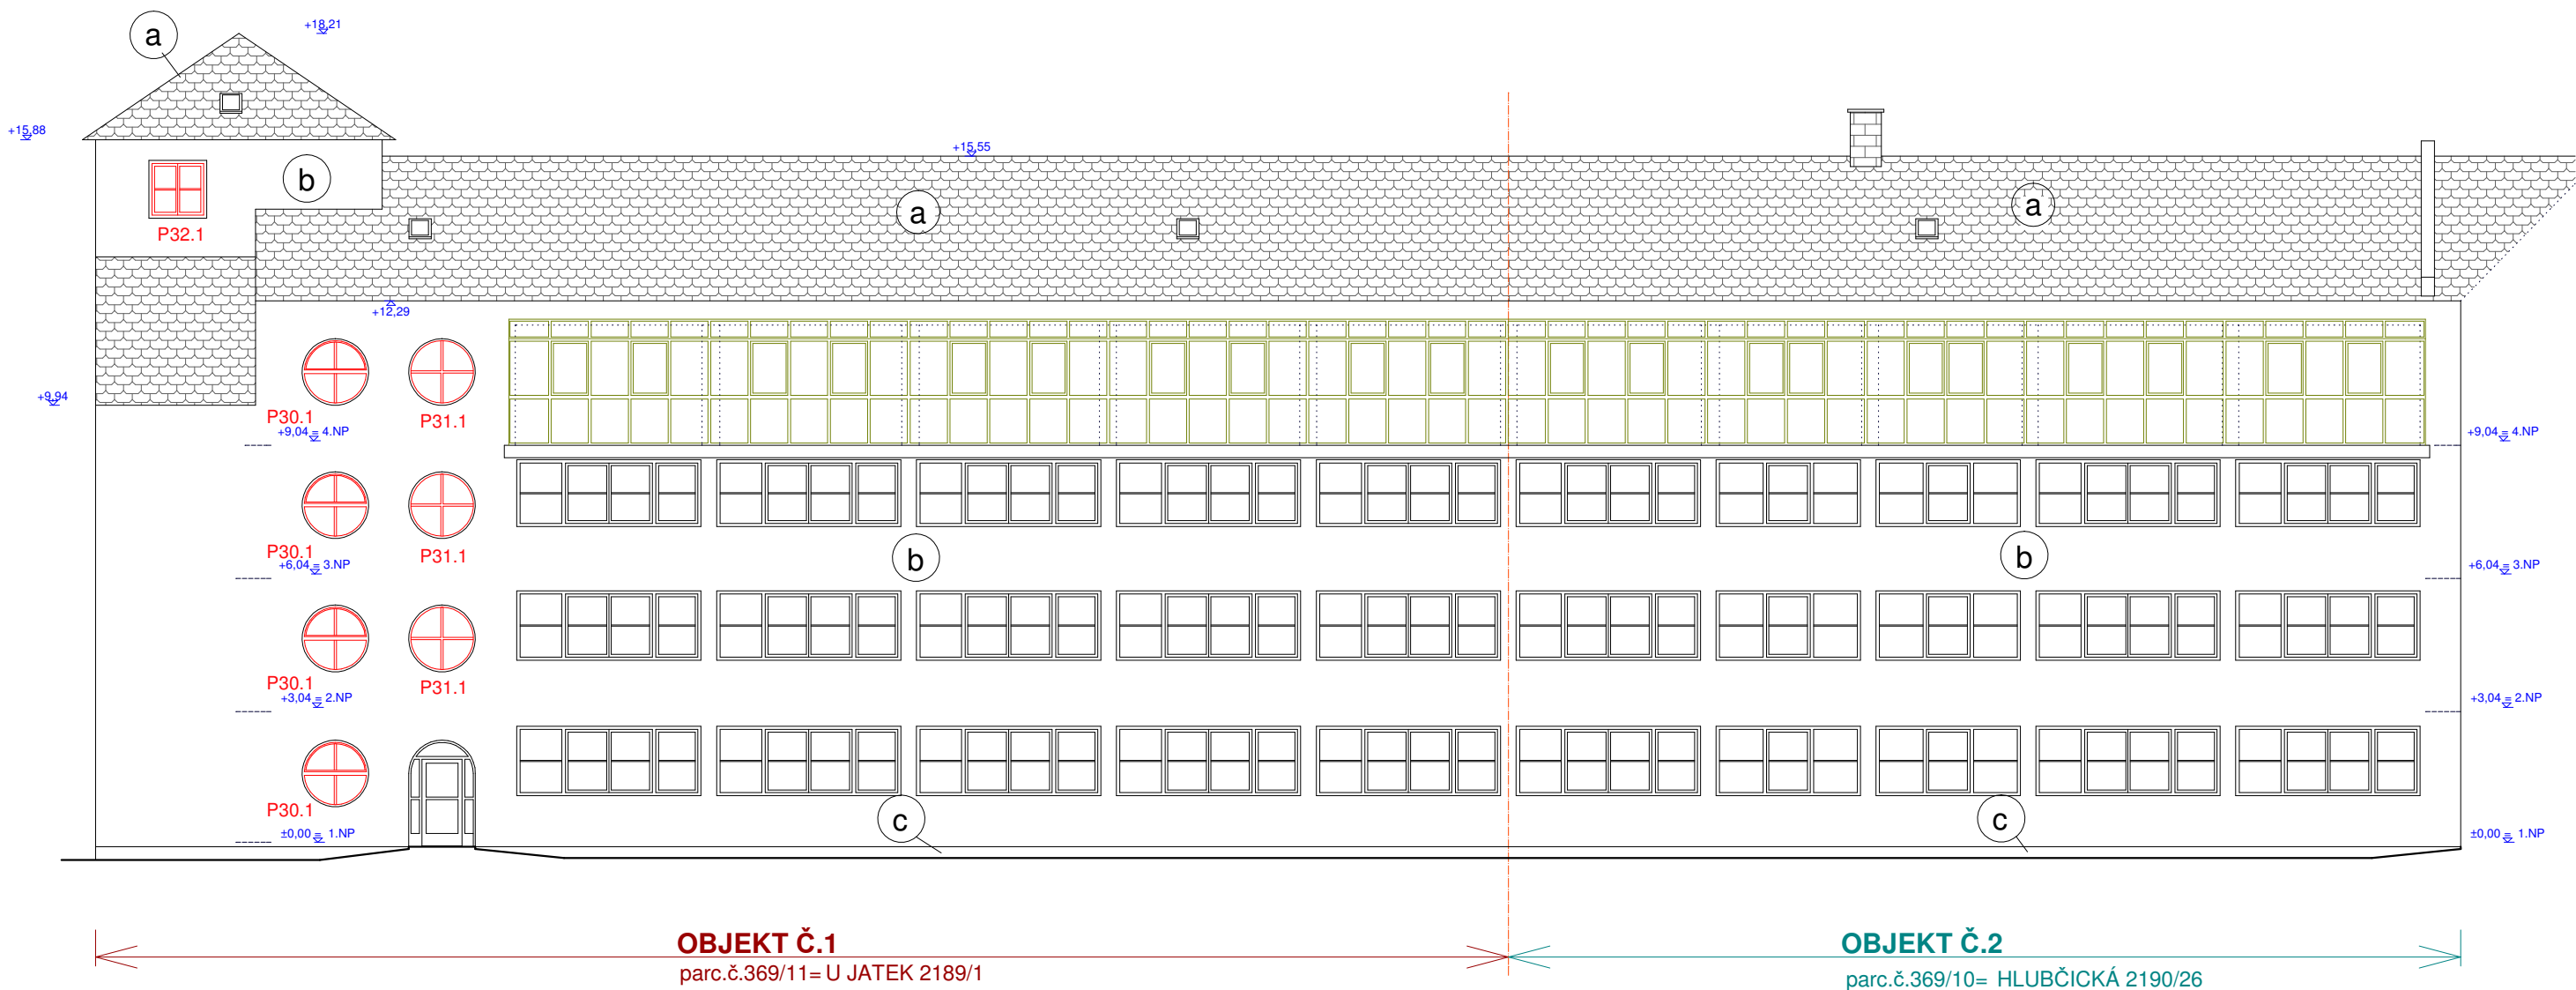 a
+18,21
+15,88
+15,55
b
a
a
P32.1
+12,29
+9,94
P30.1
P31.1
+9,04 = 4.NP
+9,04 = 4.NP
P30.1
P31.1
b
b
+6,04 = 3.NP
+6,04 = 3.NP
P30.1
P31.1
+3,04 = 2.NP
+3,04 = 2.NP
P30.1
c
c
±0,00 = 1.NP
±0,00 = 1.NP
OBJEKT Č.1
OBJEKT Č.2
parc.č.369/11= U JATEK 2189/1
parc.č.369/10= HLUBČICKÁ 2190/26